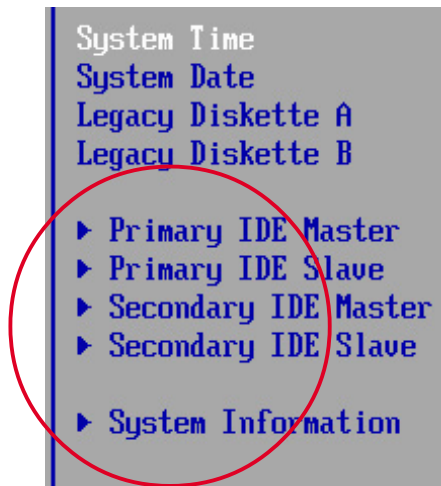 System Time
System Date
Legacy Diskette A
Legacy Diskette B
Primary IDE Master
Primary IDE Slave
Secondary IDE Master
Secondary IDE Slave
System Information